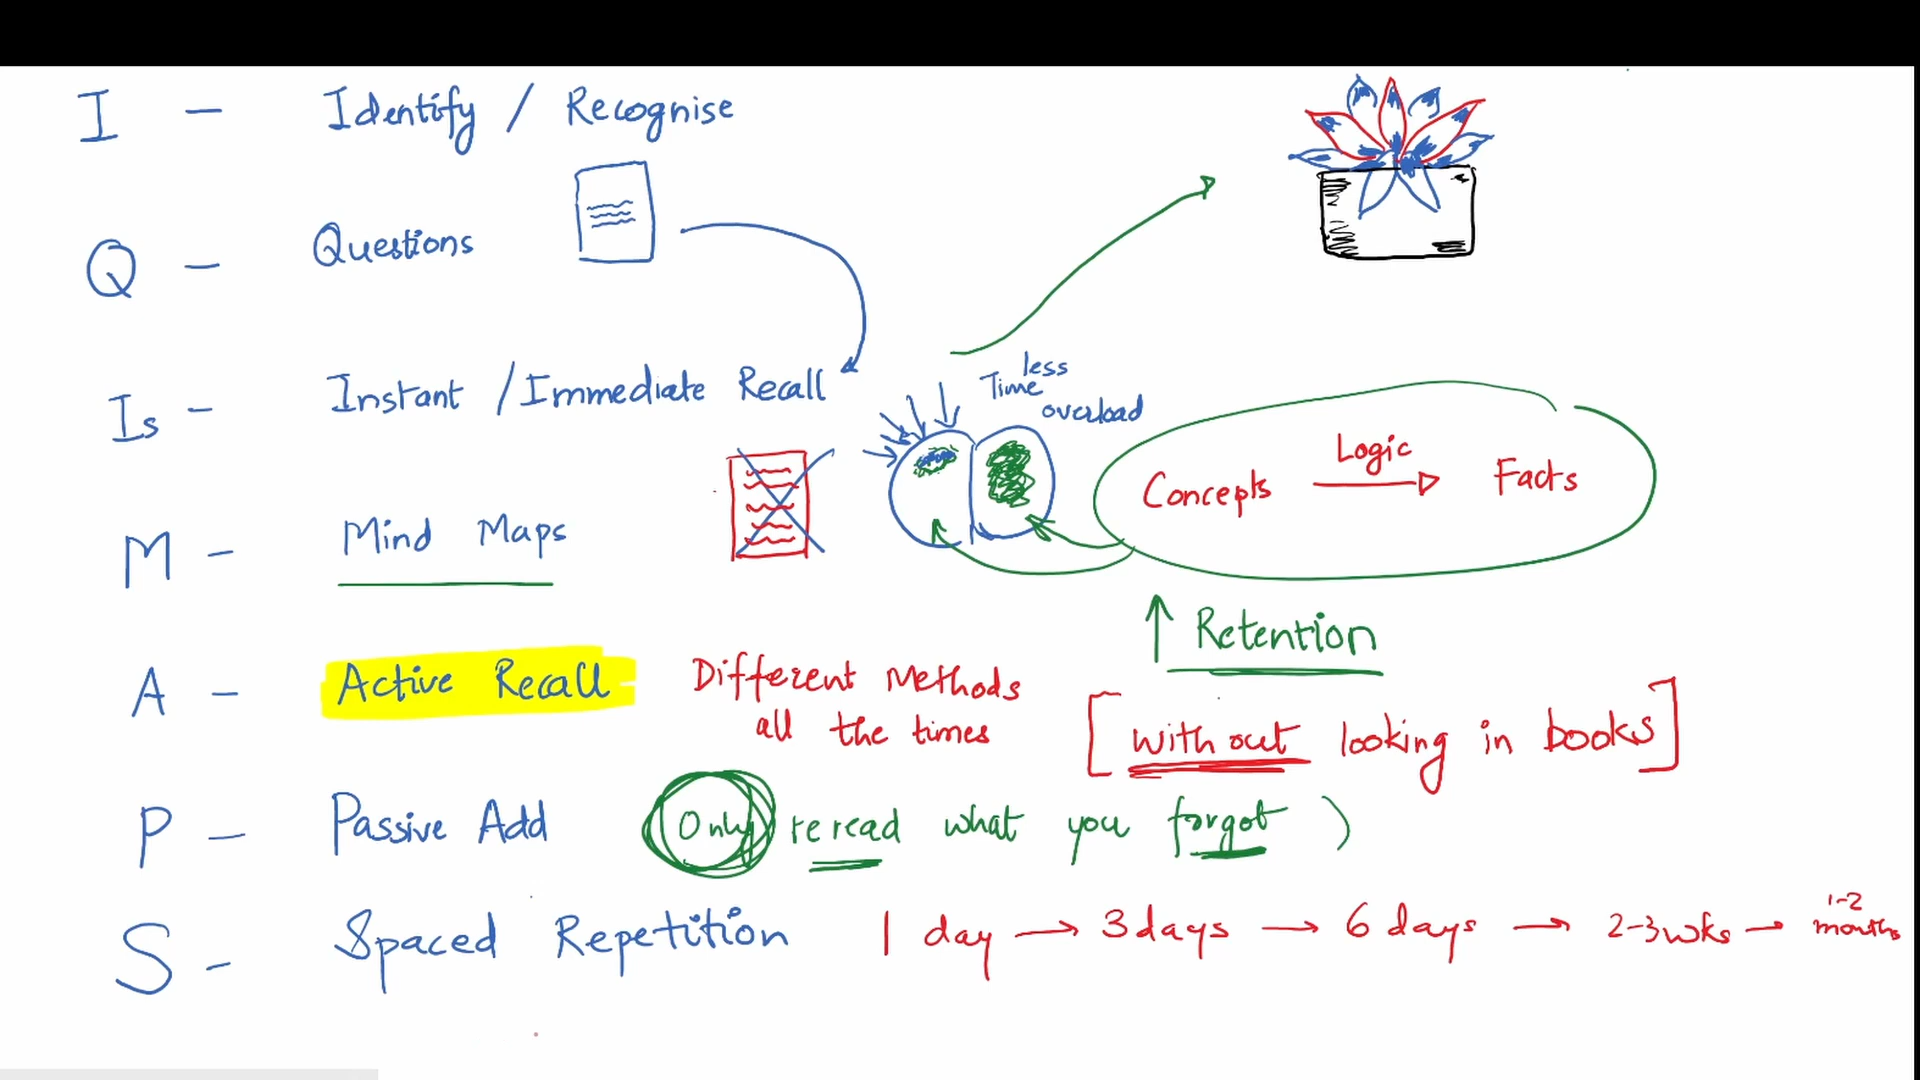 I – Identify / Recognise
Q – Questions
Is – Instant / Immediate Recall
less
Time
overload
Concepts Logic Facts
M – Mind Maps
↑ Retention
A – Active Recall
Different Methods
all the times
[without looking in books]
P – Passive Add Only reread what you forgot )
S – Spaced Repetition 1 day → 3 days → 6 days → 2-3 wks → 1-2
months